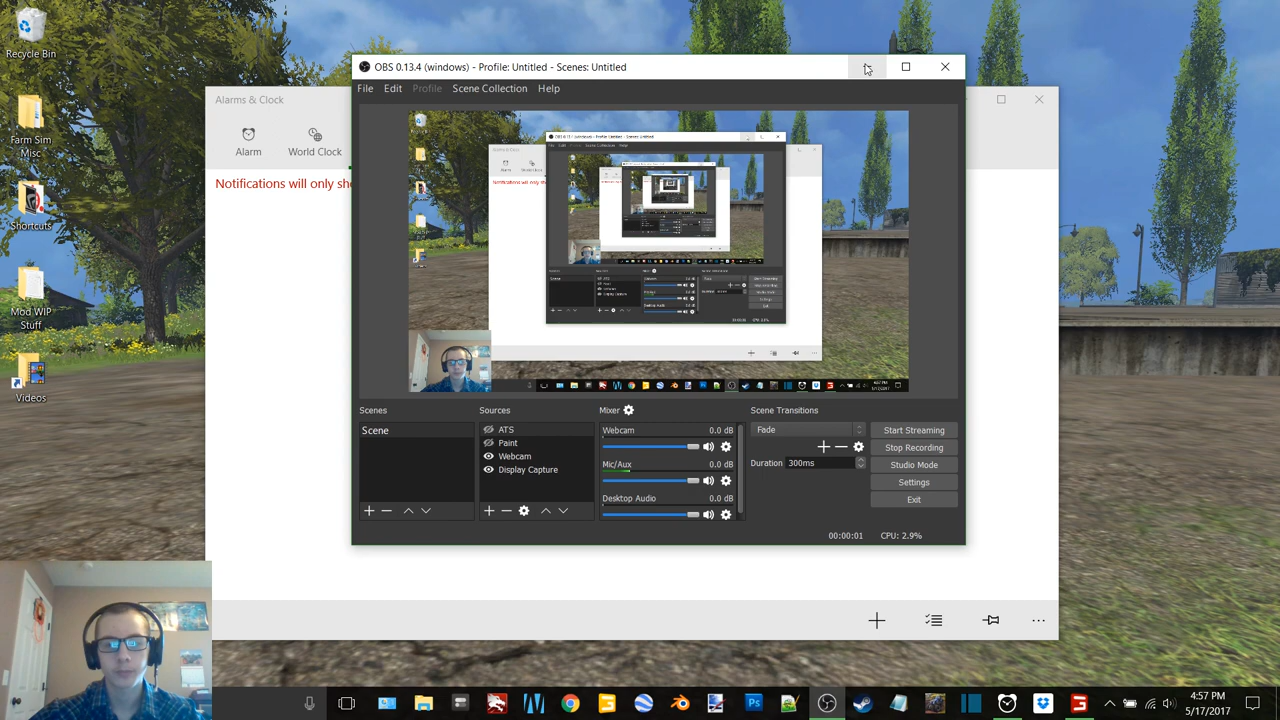 Recycle Bin
Farm Sim
Misc
Shortcuts
Mod WIP
Stuff
Videos
Alarms & Clock
Alarm
World Clock
Notifications will only sho
OBS 0.13.4 (windows) - Profile: Untitled - Scenes: Untitled
File Edit Profile Scene Collection Help
Scenes
Scene
Sources
ATS
Paint
Webcam
Display Capture
Mixer
Webcam 0.0 dB
Mic/Aux 0.0 dB
Desktop Audio 0.0 dB
Scene Transitions
Fade
Duration 300ms
Start Streaming
Stop Recording
Studio Mode
Settings
Exit
00:00:01 CPU: 2.9%
4:57 PM
5/17/2017